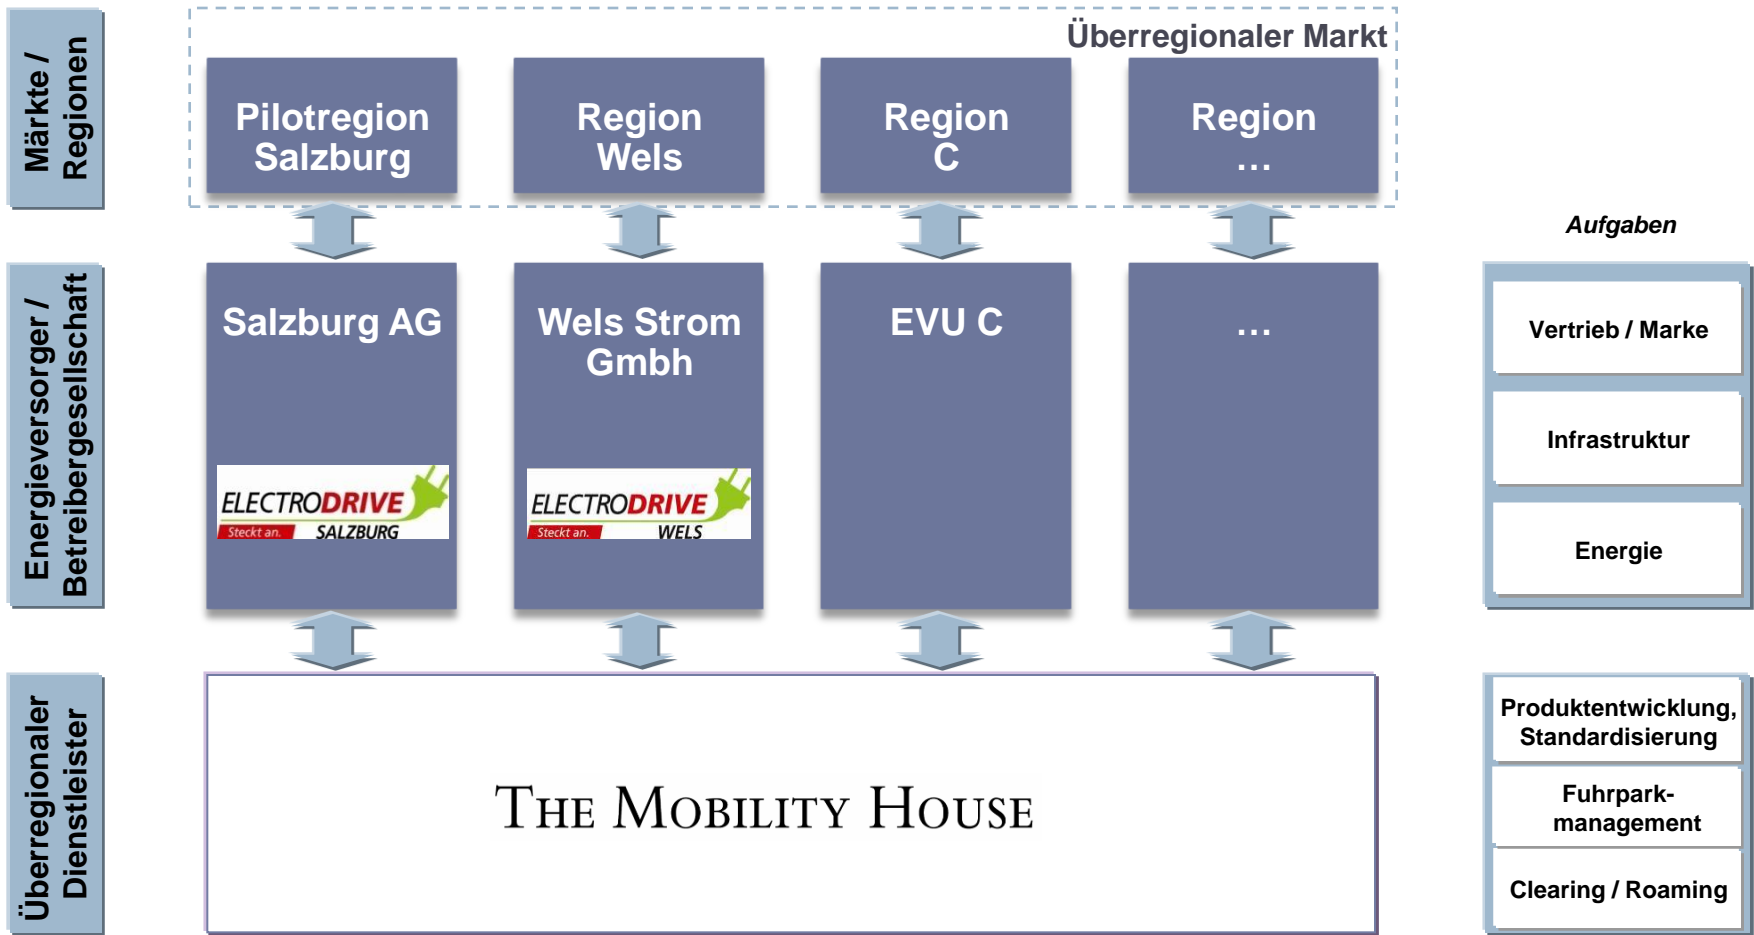 Märkte /
Regionen
Überregionaler Markt
Pilotregion
Salzburg
Region
Wels
Region
C
Region
…
Aufgaben
Energieversorger /
Betreibergesellschaft
Salzburg AG
ELECTRODRIVE
Steckt an. SALZBURG
Wels Strom
Gmbh
ELECTRODRIVE
Steckt an. WELS
EVU C
…
Vertrieb / Marke
Infrastruktur
Energie
Überregionaler
Dienstleister
THE MOBILITY HOUSE
Produktentwicklung,
Standardisierung
Fuhrpark-
management
Clearing / Roaming